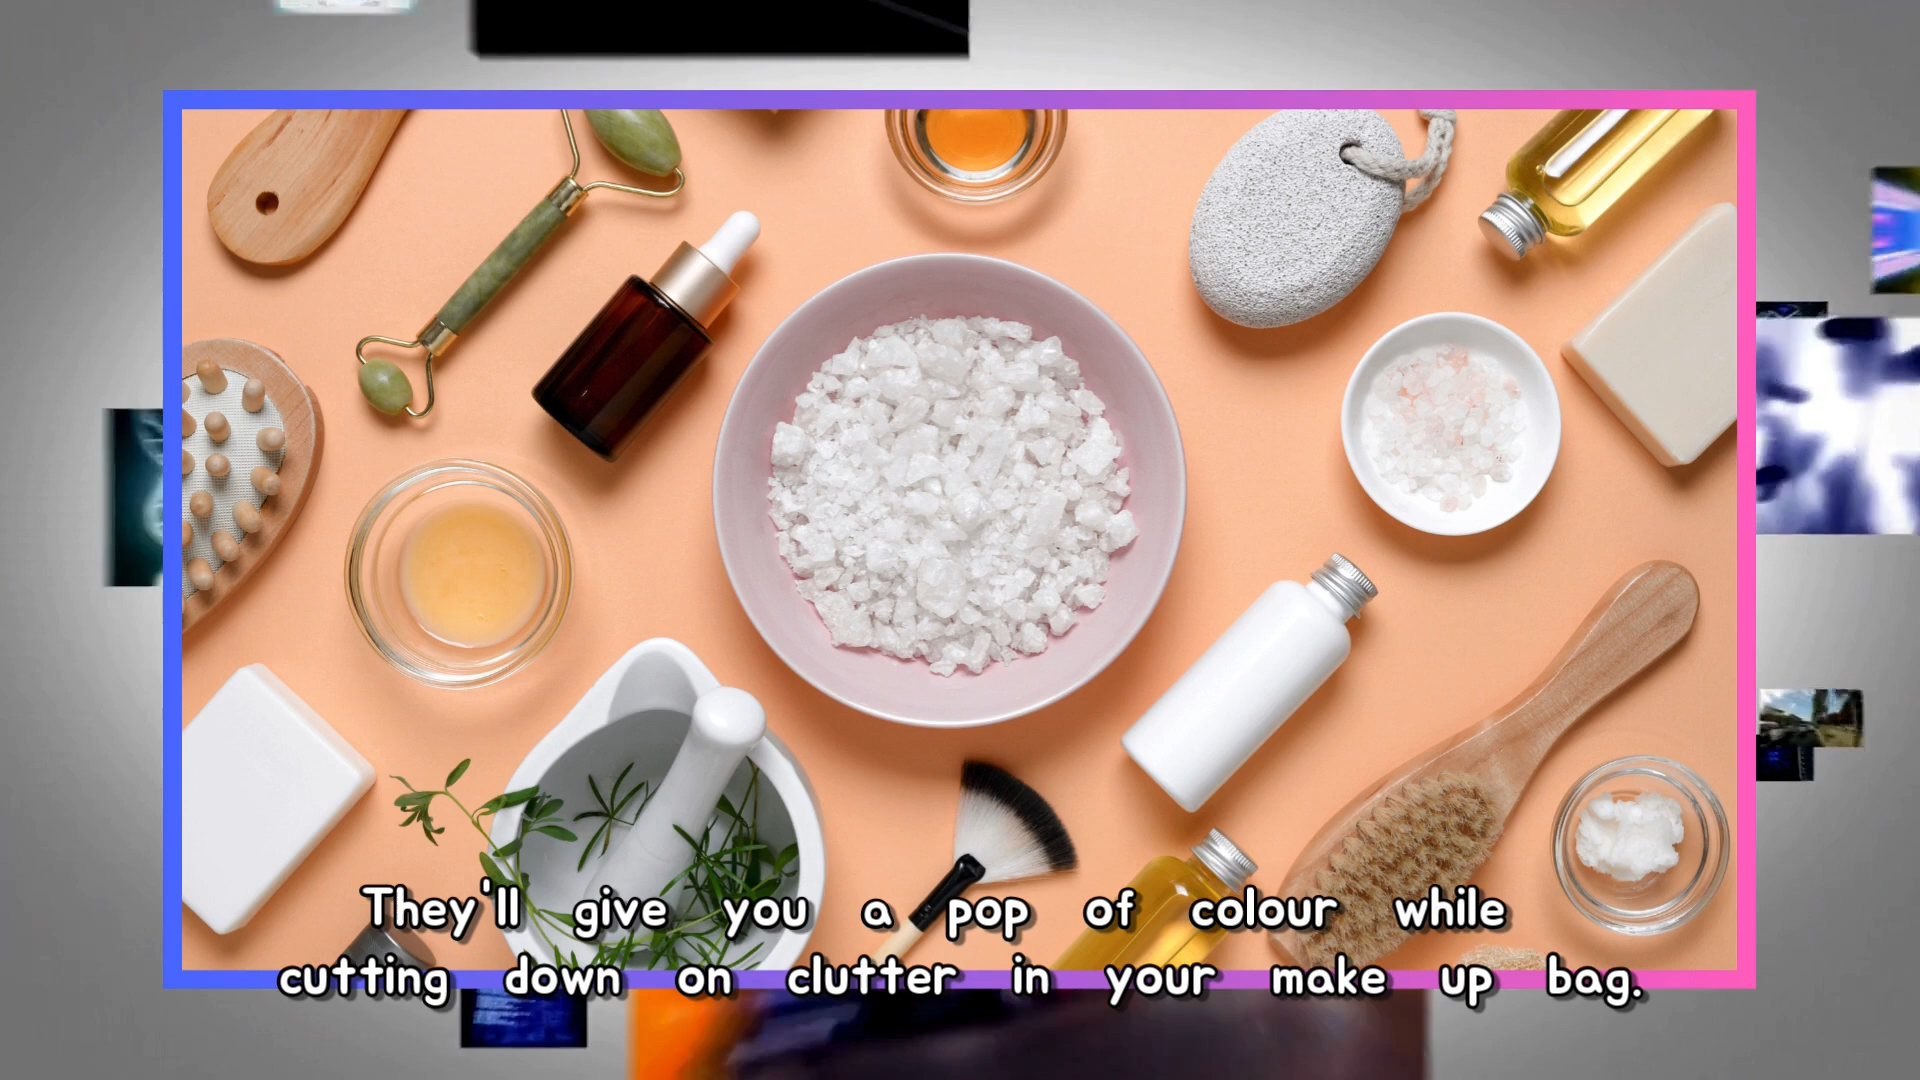 They'll give you a pop of colour while
cutting down on clutter in your make up bag.